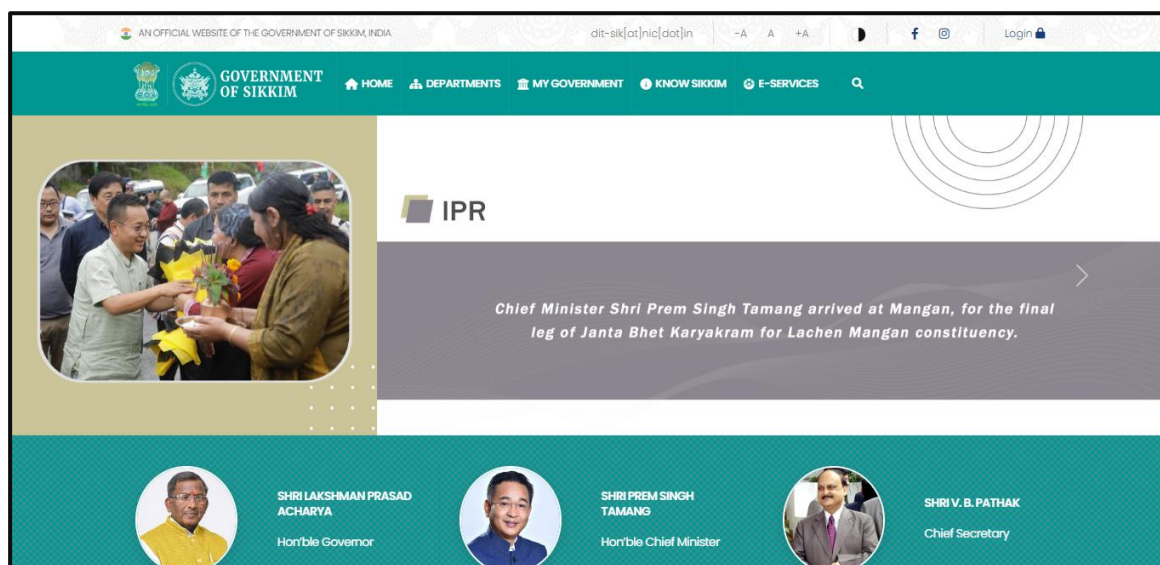 AN OFFICIAL WEBSITE OF THE GOVERNMENT OF SIKKIM, INDIA
dit-sik[at]nic[dot]in
-A A +A
Login
GOVERNMENT
OF SIKKIM
HOME
DEPARTMENTS
MY GOVERNMENT
KNOW SIKKIM
E-SERVICES
IPR
Chief Minister Shri Prem Singh Tamang arrived at Mangan, for the final
leg of Janta Bhet Karyakram for Lachen Mangan constituency.
SHRI LAKSHMAN PRASAD
ACHARYA
Hon'ble Governor
SHRI PREM SINGH
TAMANG
Hon'ble Chief Minister
SHRI V. B. PATHAK
Chief Secretary